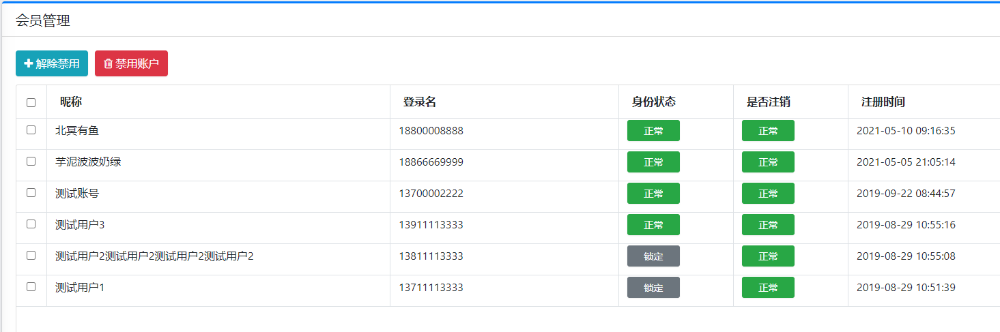 会员管理
解除禁用 禁用账户
昵称 登录名 身份状态 是否注销 注册时间
北冥有鱼 18800008888 正常 正常 2021-05-10 09:16:35
芋泥波波奶绿 18866669999 正常 正常 2021-05-05 21:05:14
测试账号 13700002222 正常 正常 2019-09-22 08:44:57
测试用户3 13911113333 正常 正常 2019-08-29 10:55:16
测试用户2测试用户2测试用户2测试用户2 13811113333 锁定 正常 2019-08-29 10:55:08
测试用户1 13711113333 锁定 正常 2019-08-29 10:51:39